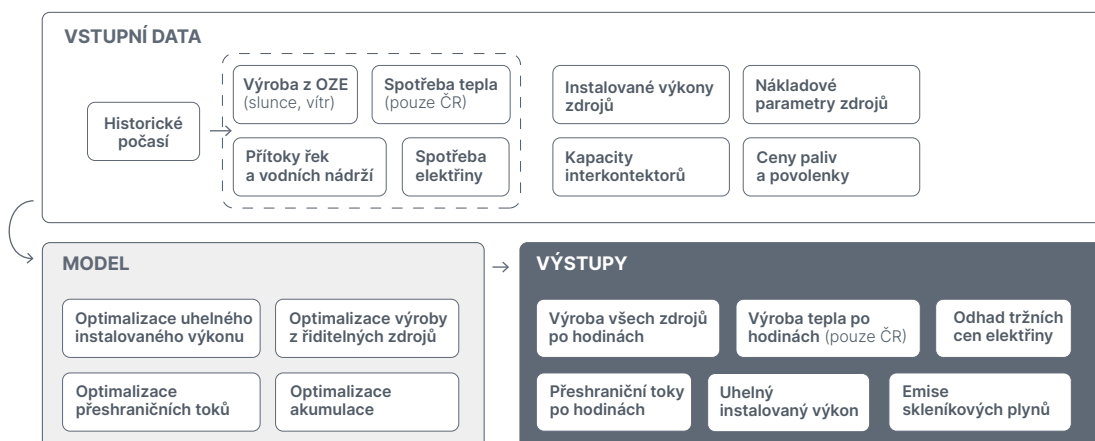 VSTUPNÍ DATA
Historické
počasí
Výroba z OZE
(slunce, vítr)
Spotřeba tepla
(pouze ČR)
Přítoky řek
a vodních nádrží
Spotřeba
elektřiny
Instalované výkony
zdrojů
Nákladové
parametry zdrojů
Kapacity
interkontektorů
Ceny paliv
a povolenky
MODEL
Optimalizace uhelného
instalovaného výkonu
Optimalizace výroby
z řiditelných zdrojů
Optimalizace
přeshraničních toků
Optimalizace
akumulace
VÝSTUPY
Výroba všech zdrojů
po hodinách
Výroba tepla po
hodinách (pouze ČR)
Odhad tržních
cen elektřiny
Přeshraniční toky
po hodinách
Uhelný
instalovaný výkon
Emise
skleníkových plynů